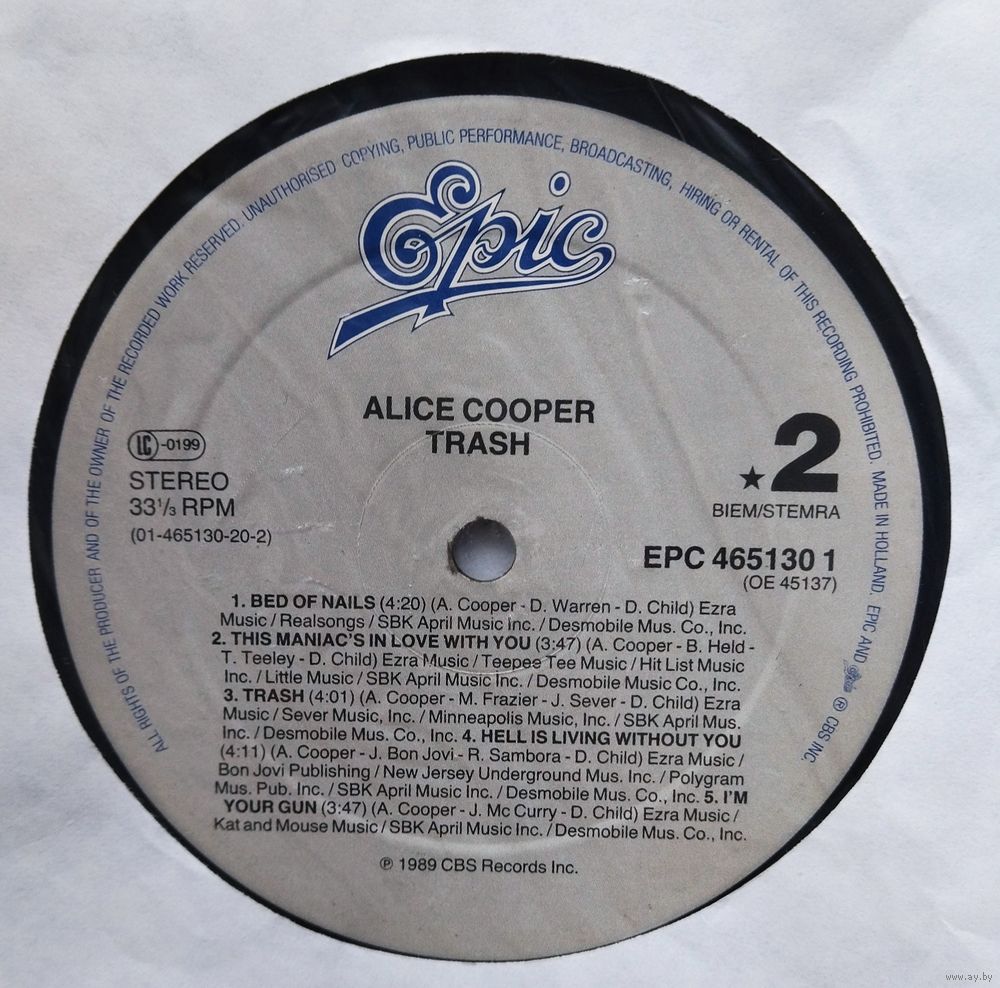 ALL RIGHTS OF THE PRODUCER AND OF THE OWNER OF THE RECORDED WORK RESERVED. UNAUTHORISED COPYING, PUBLIC PERFORMANCE, BROADCASTING, HIRING OR RENTAL OF THIS RECORDING PROHIBITED. MADE IN HOLLAND. EPIC AND Epic ® CBS INC.
Epic
ALICE COOPER
TRASH
LC-0199
STEREO
33⅓ RPM
(01-465130-20-2)
★2
BIEM/STEMRA
EPC 465130 1
(OE 45137)
1. BED OF NAILS (4:20) (A. Cooper - D. Warren - D. Child) Ezra
Music / Realsongs / SBK April Music Inc. / Desmobile Mus. Co., Inc.
2. THIS MANIAC'S IN LOVE WITH YOU (3:47) (A. Cooper - B. Held -
T. Teeley - D. Child) Ezra Music / Teepee Tee Music / Hit List Music
Inc. / Little Music / SBK April Music Inc. / Desmobile Music Co., Inc.
3. TRASH (4:01) (A. Cooper - M. Frazier - J. Sever - D. Child) Ezra
Music / Sever Music, Inc. / Minneapolis Music, Inc. / SBK April Mus.
Inc. / Desmobile Mus. Co., Inc. 4. HELL IS LIVING WITHOUT YOU
(4:11) (A. Cooper - J. Bon Jovi - R. Sambora - D. Child) Ezra Music /
Bon Jovi Publishing / New Jersey Underground Mus. Inc. / Polygram
Mus. Pub. Inc. / SBK April Music Inc. / Desmobile Mus. Co., Inc. 5. I'M
YOUR GUN (3:47) (A. Cooper - J. Mc Curry - D. Child) Ezra Music /
Kat and Mouse Music / SBK April Music Inc. / Desmobile Mus. Co., Inc.
℗ 1989 CBS Records Inc.
www.ay.by